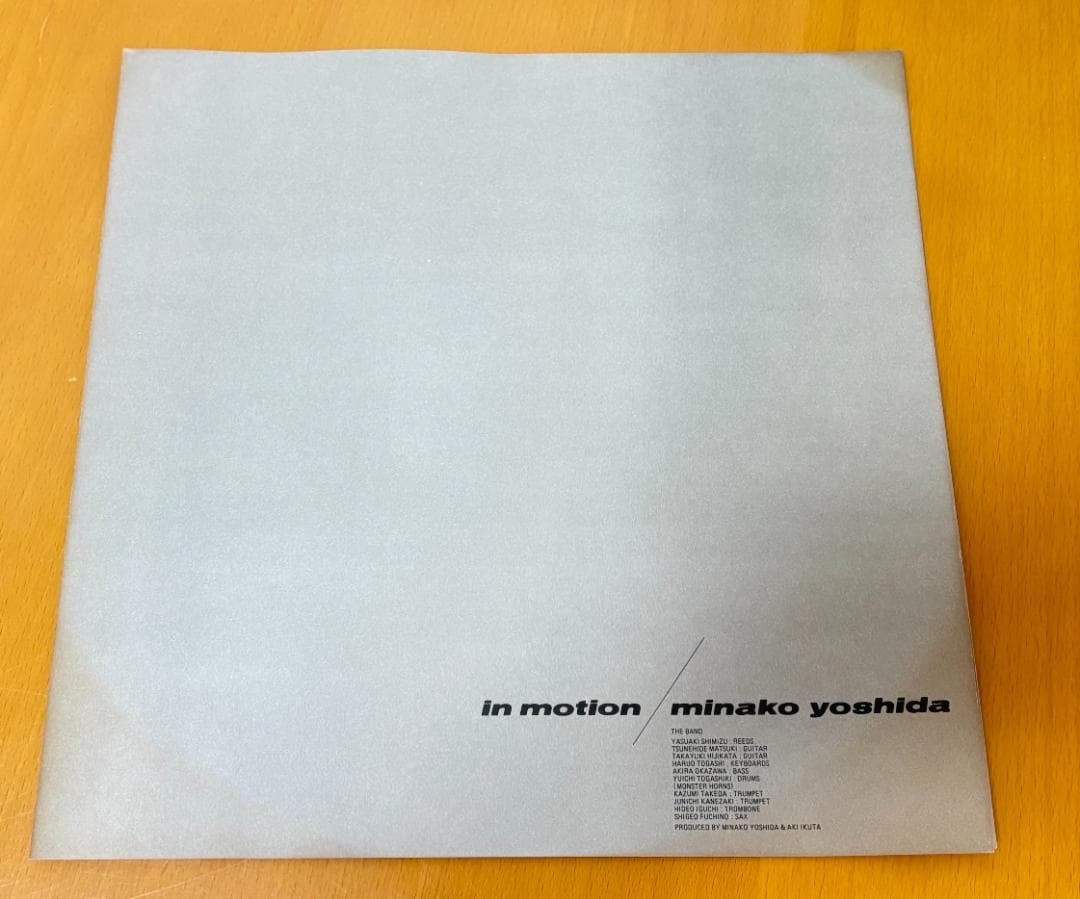 in motion / minako yoshida
THE BAND
YASUAKI SHIMIZU : REEDS
TSUNEHIDE MATSUKI : GUITAR
TAKAYUKI HIJIKATA : GUITAR
HARUO TOGASHI : KEYBOARDS
AKIRA OKAZAWA : BASS
YUICHI TOGASHIKI : DRUMS
(MONSTER HORNS)
KAZUMI TAKEDA : TRUMPET
JUNICHI KANEZAKI : TRUMPET
HIDEO IGUCHI : TROMBONE
SHIGEO FUCHINO : SAX
PRODUCED BY MINAKO YOSHIDA & AKI IKUTA